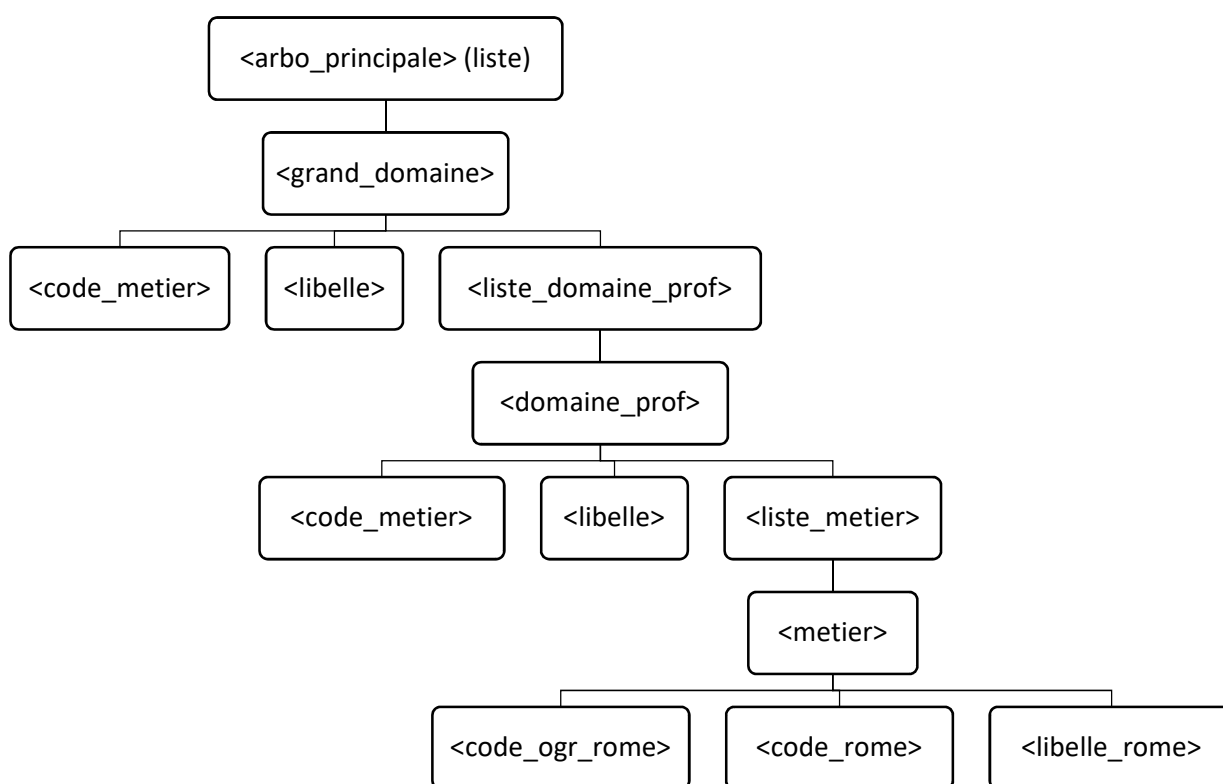 <arbo_principale> (liste)
<grand_domaine>
<code_metier>
<libelle>
<liste_domaine_prof>
<domaine_prof>
<code_metier>
<libelle>
<liste_metier>
<metier>
<code_ogr_rome>
<code_rome>
<libelle_rome>